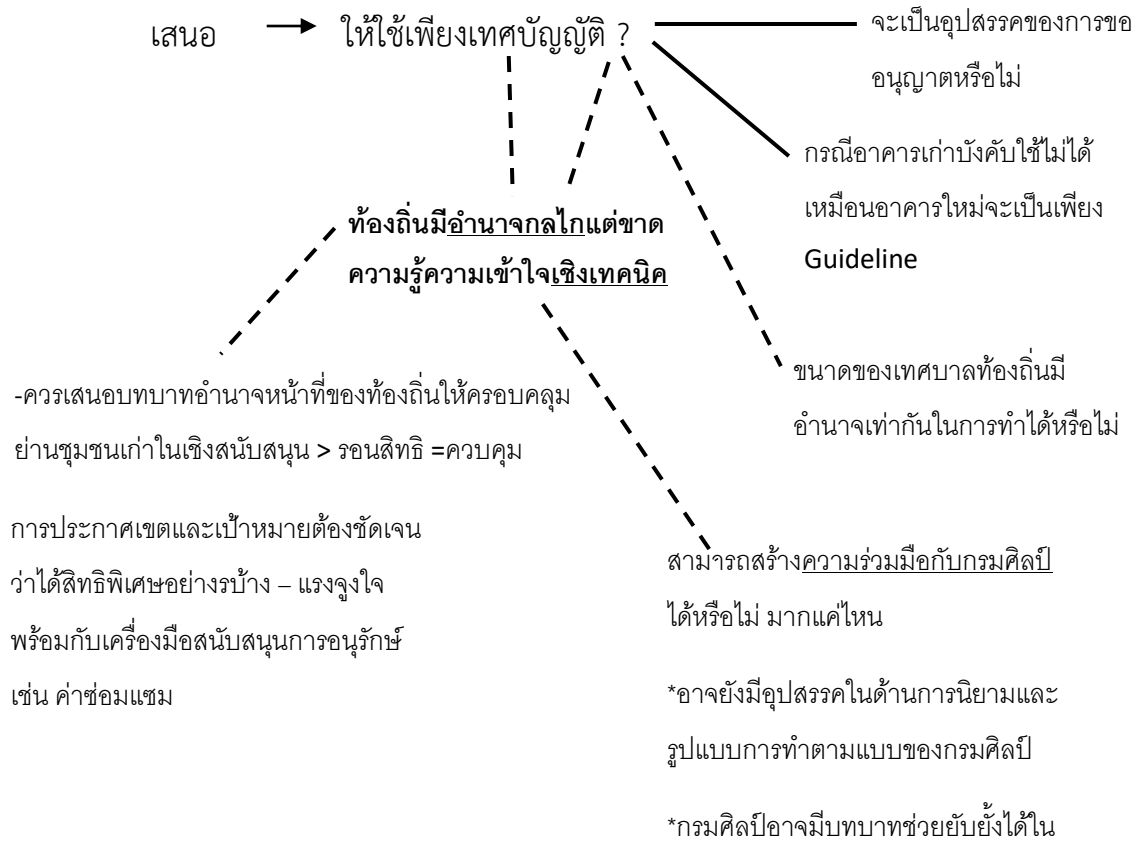 เสนอ ให้ใช้เพียงเทศบัญญัติ ?
จะเป็นอุปสรรคของการขอ
อนุญาตหรือไม่
กรณีอาคารเก่าบังคับใช้ไม่ได้
เหมือนอาคารใหม่จะเป็นเพียง
Guideline
ท้องถิ่นมีอำนาจกลไกแต่ขาด
ความรู้ความเข้าใจเชิงเทคนิค
ขนาดของเทศบาลท้องถิ่นมี
อำนาจเท่ากันในการทำได้หรือไม่
-ควรเสนอบทบาทอำนาจหน้าที่ของท้องถิ่นให้ครอบคลุม
ย่านชุมชนเก่าในเชิงสนับสนุน > รอนสิทธิ =ควบคุม
การประกาศเขตและเป้าหมายต้องชัดเจน
ว่าได้สิทธิพิเศษอย่างรบ้าง – แรงจูงใจ
พร้อมกับเครื่องมือสนับสนุนการอนุรักษ์
เช่น ค่าซ่อมแซม
สามารถสร้างความร่วมมือกับกรมศิลป์
ได้หรือไม่ มากแค่ไหน
*อาจยังมีอุปสรรคในด้านการนิยามและ
รูปแบบการทำตามแบบของกรมศิลป์
*กรมศิลป์อาจมีบทบาทช่วยยับยั้งได้ใน